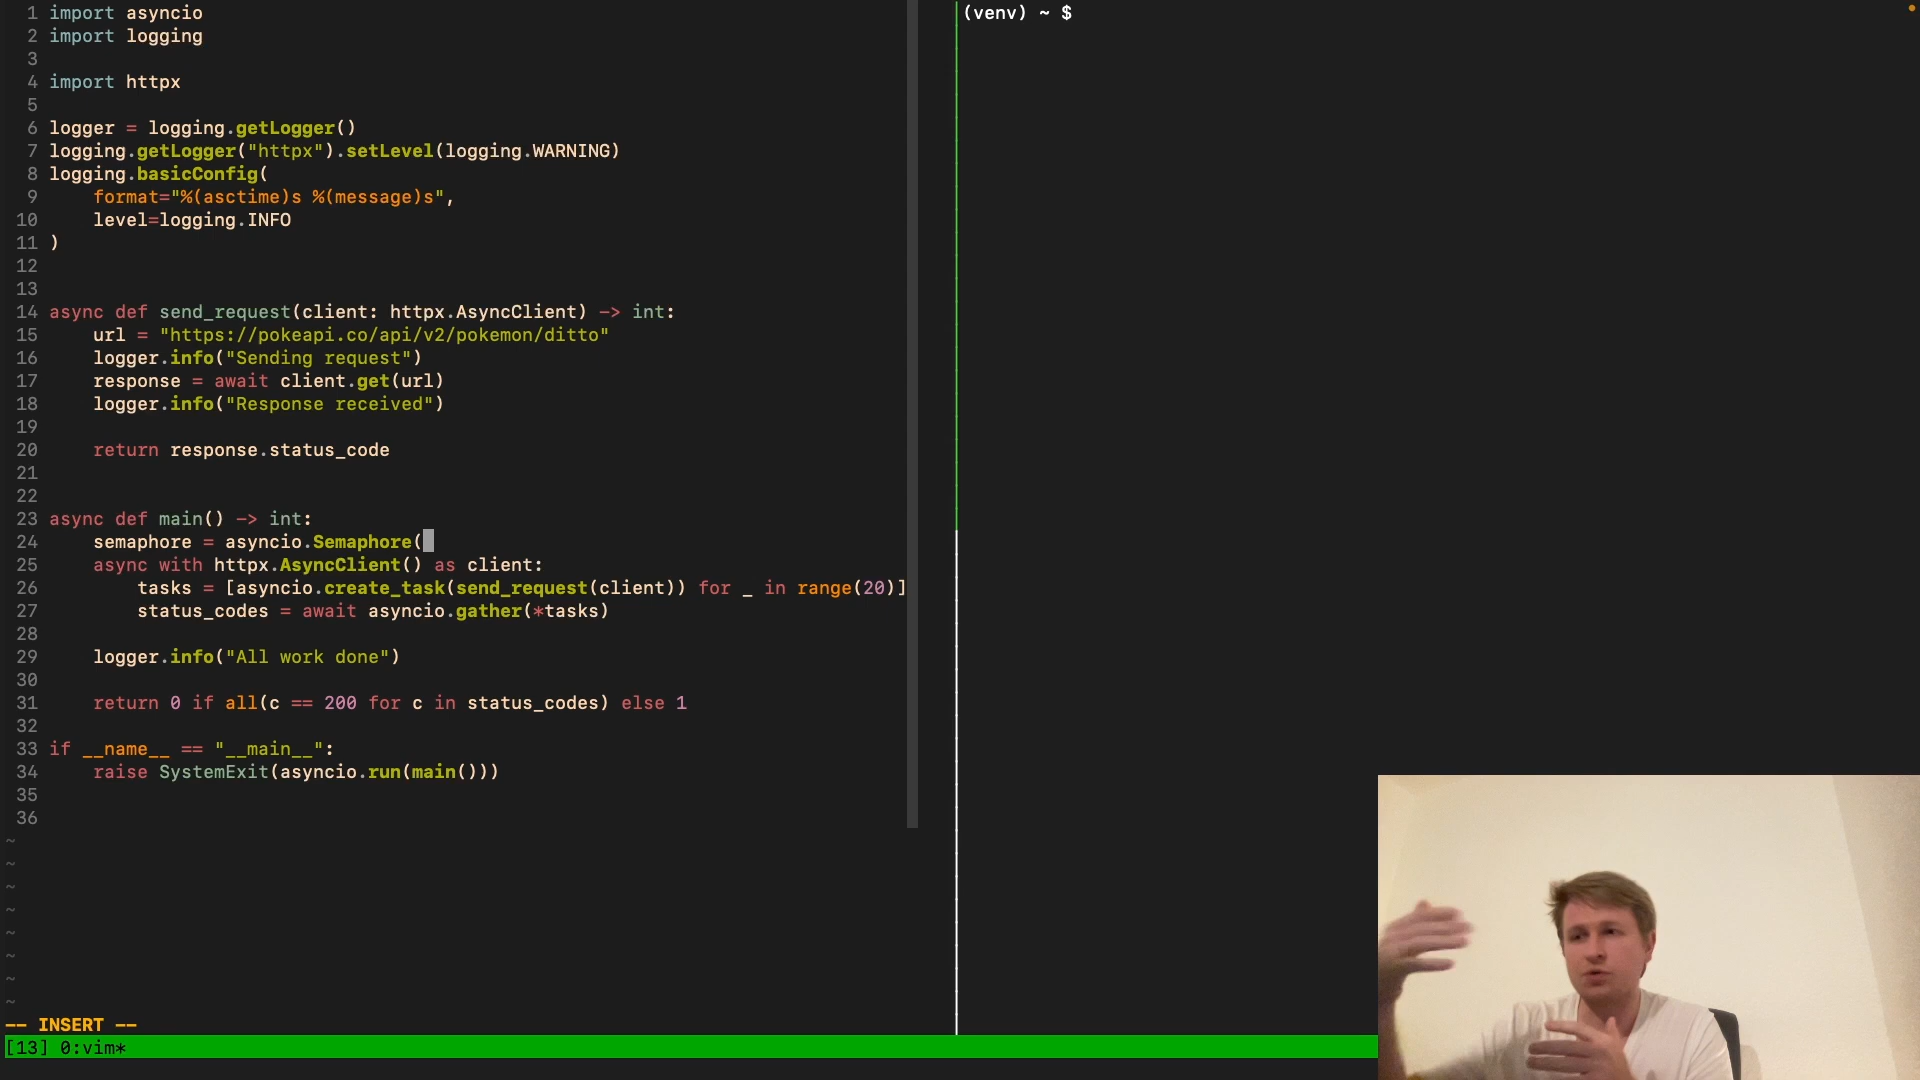 1 import asyncio
2 import logging
3
4 import httpx
5
6 logger = logging.getLogger()
7 logging.getLogger("httpx").setLevel(logging.WARNING)
8 logging.basicConfig(
9     format="%(asctime)s %(message)s",
10     level=logging.INFO
11 )
12
13
14 async def send_request(client: httpx.AsyncClient) -> int:
15     url = "https://pokeapi.co/api/v2/pokemon/ditto"
16     logger.info("Sending request")
17     response = await client.get(url)
18     logger.info("Response received")
19
20     return response.status_code
21
22
23 async def main() -> int:
24     semaphore = asyncio.Semaphore(
25     async with httpx.AsyncClient() as client:
26         tasks = [asyncio.create_task(send_request(client)) for _ in range(20)]
27         status_codes = await asyncio.gather(*tasks)
28
29     logger.info("All work done")
30
31     return 0 if all(c == 200 for c in status_codes) else 1
32
33 if __name__ == "__main__":
34     raise SystemExit(asyncio.run(main()))
35
36
~
~
~
~
~
~
~
~
-- INSERT --
[13] 0:vim*
(venv) ~ $